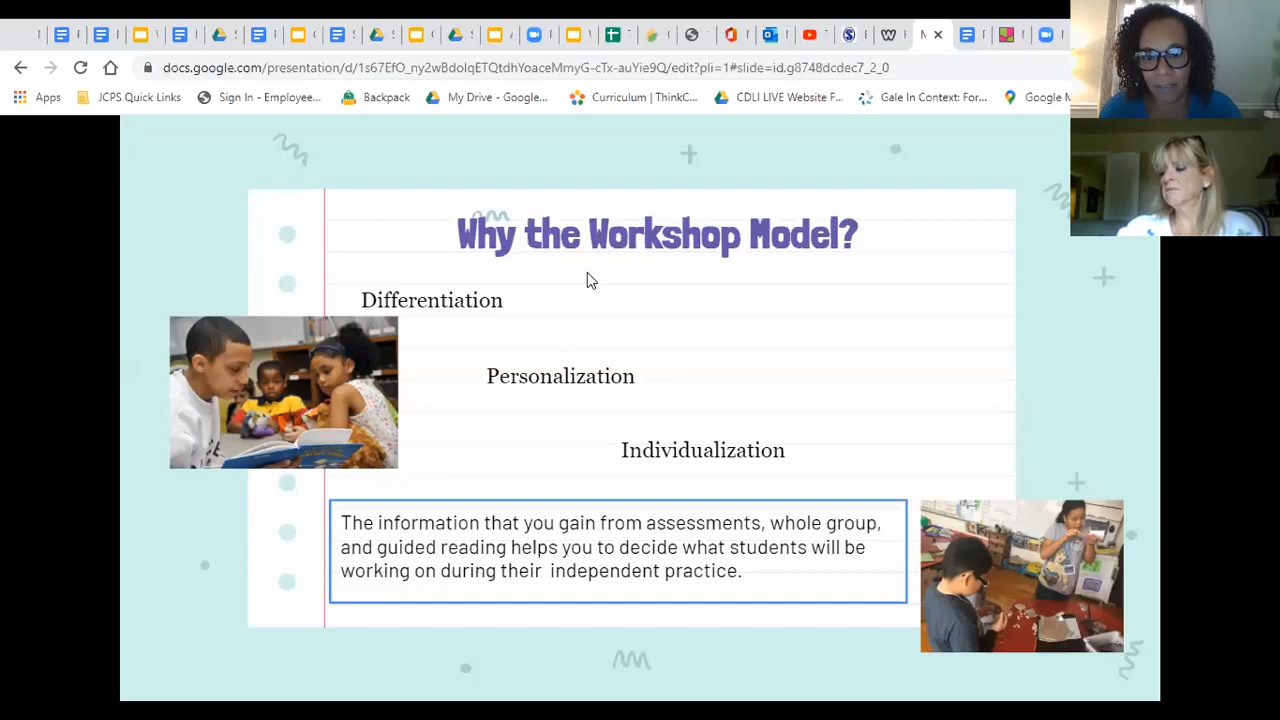 docs.google.com/presentation/d/1s67EfO_ny2wbmolqETQtdhYoaceMmyG-cTx-auYie9Q/edit?pli=1#slide=id.g8748dcdec7_2_0
Apps JCPS Quick Links Sign In - Employee... Backpack My Drive - Google... Curriculum | ThinkC... CDLI LIVE Website F... Gale In Context: For... Google M
Why the Workshop Model?
Differentiation
Personalization
Individualization
The information that you gain from assessments, whole group,
and guided reading helps you to decide what students will be
working on during their independent practice.